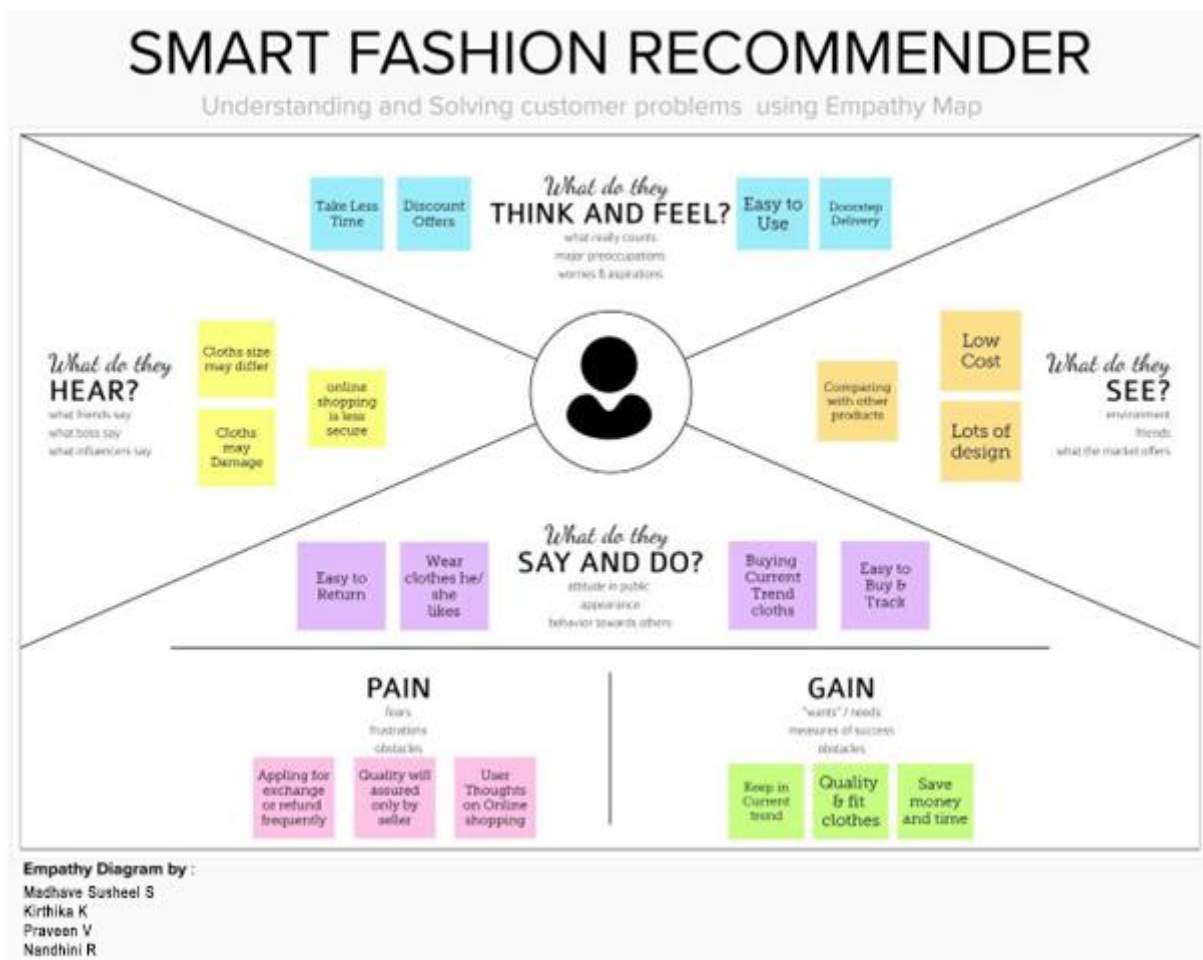 SMART FASHION RECOMMENDER
Understanding and Solving customer problems using Empathy Map
What do they
THINK AND FEEL?
what really counts
major preoccupations
worries & aspirations
Take Less
Time
Discount
Offers
Easy to
Use
Doorstep
Delivery
What do they
HEAR?
what friends say
what boss say
what influencers say
Cloths size
may differ
Cloths
may
Damage
online
shopping
is less
secure
Comparing
with other
products
Low
Cost
Lots of
design
What do they
SEE?
environment
friends
what the market offers
What do they
SAY AND DO?
attitude in public
appearance
behavior towards others
Easy to
Return
Wear
clothes he/
she
likes
Buying
Current
Trend
cloths
Easy to
Buy &
Track
PAIN
fears
frustrations
obstacles
Appling for
exchange
or refund
frequently
Quality will
assured
only by
seller
User
Thoughts
on Online
shopping
GAIN
"wants" / needs
measures of success
obstacles
Keep in
Current
trend
Quality
& fit
clothes
Save
money
and time
Empathy Diagram by :
Madhave Susheel S
Kirthika K
Praveen V
Nandhini R